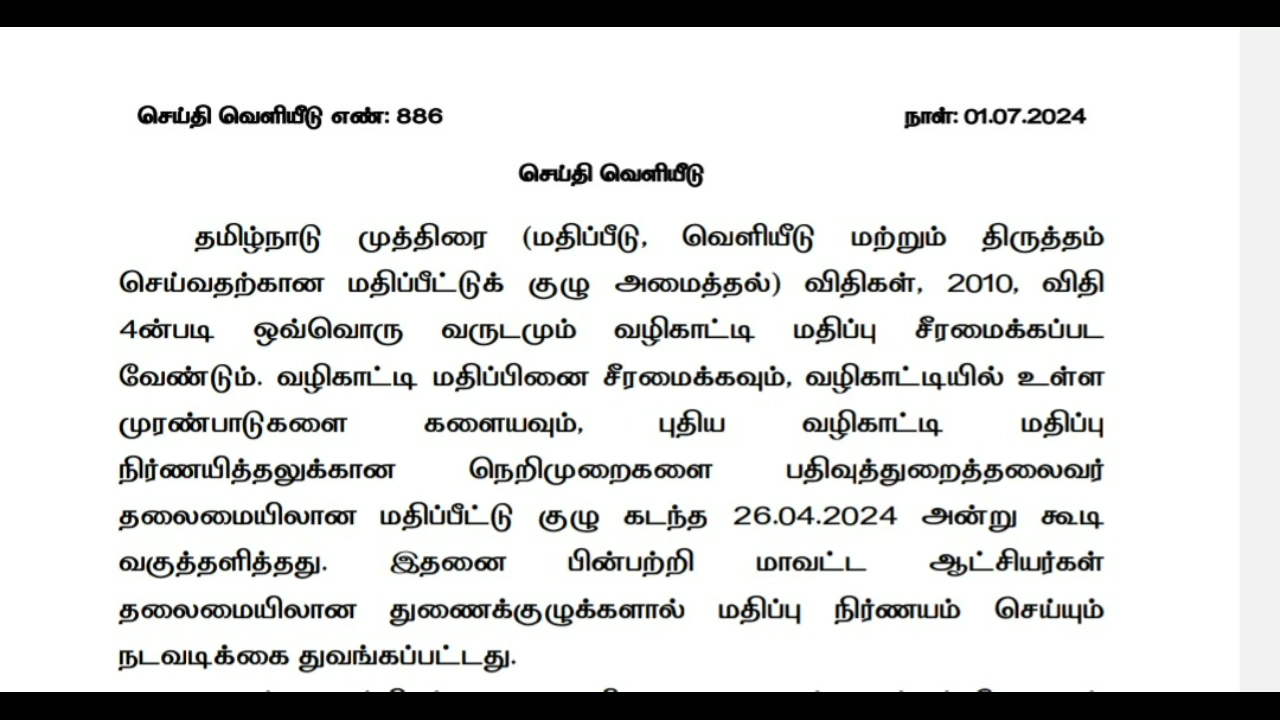 செய்தி வெளியீடு எண்: 886
நாள்: 01.07.2024
செய்தி வெளியீடு
தமிழ்நாடு முத்திரை (மதிப்பீடு, வெளியீடு மற்றும் திருத்தம்
செய்வதற்கான மதிப்பீட்டுக் குழு அமைத்தல்) விதிகள், 2010, விதி
4ன்படி ஒவ்வொரு வருடமும் வழிகாட்டி மதிப்பு சீரமைக்கப்பட
வேண்டும். வழிகாட்டி மதிப்பினை சீரமைக்கவும், வழிகாட்டியில் உள்ள
முரண்பாடுகளை களையவும், புதிய வழிகாட்டி மதிப்பு
நிர்ணயித்தலுக்கான நெறிமுறைகளை பதிவுத்துறைத்தலைவர்
தலைமையிலான மதிப்பீட்டு குழு கடந்த 26.04.2024 அன்று கூடி
வகுத்தளித்தது. இதனை பின்பற்றி மாவட்ட ஆட்சியர்கள்
தலைமையிலான துணைக்குழுக்களால் மதிப்பு நிர்ணயம் செய்யும்
நடவடிக்கை துவங்கப்பட்டது.